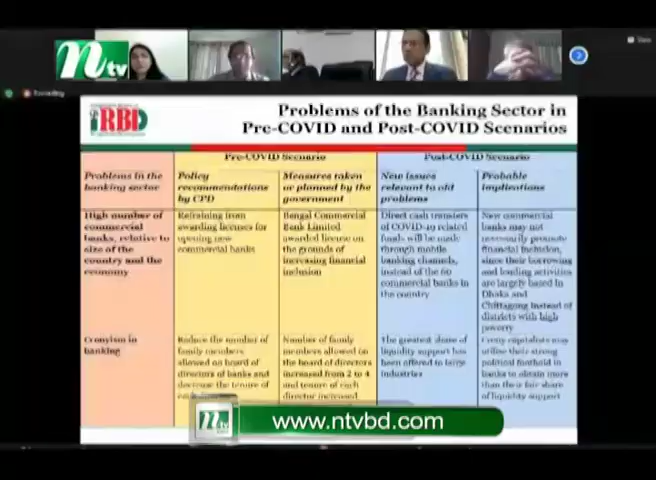 ntv
View
Recording
iRBD
Problems of the Banking Sector in
Pre-COVID and Post-COVID Scenarios
Pre-COVID Scenario
Post-COVID Scenario
Problems in the
banking sector
Policy
recommendations
by CPD
Measures taken
or planned by the
government
New issues
relevant to old
problems
Probable
implications
High number of
commercial
banks, relative to
size of the
country and the
economy
Refraining from
awarding licenses for
opening new
commercial banks
Bengal Commercial
Bank Limited
awarded license on
the grounds of
increasing financial
inclusion
Direct cash transfers
of COVID-19 related
funds will be made
through mobile
banking channels,
instead of the 60
commercial banks in
the country
New commercial
banks may not
necessarily promote
financial inclusion,
since their borrowing
and lending activities
are largely based in
Dhaka and
Chittagong instead of
districts with high
poverty
Cronyism in
banking
Reduce the number of
family members
allowed on board of
directors of banks and
decrease the tenure of
Number of family
members allowed on
the board of directors
increased from 2 to 4
and tenure of each
director increased
The greatest share of
liquidity support has
been offered to large
industries
Crony capitalists may
utilise their strong
political foothold in
banks to obtain more
than their fair share
of liquidity support
ntv
www.ntvbd.com